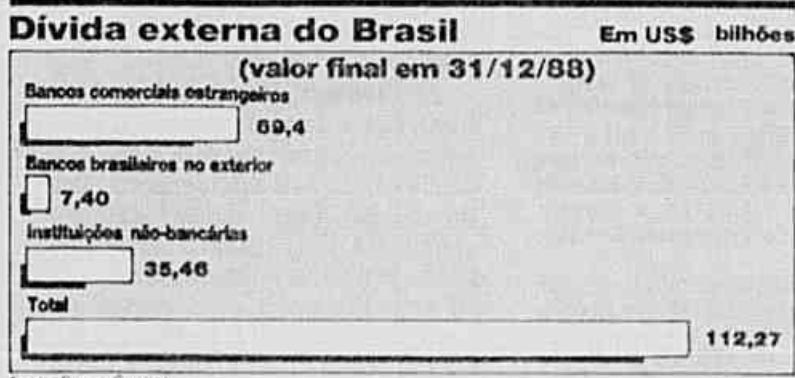 Dívida externa do Brasil Em US$ bilhões
(valor final em 31/12/88)
Bancos comerciais estrangeiros
69,4
Bancos brasileiros no exterior
7,40
Instituições não-bancárias
35,46
Total
112,27